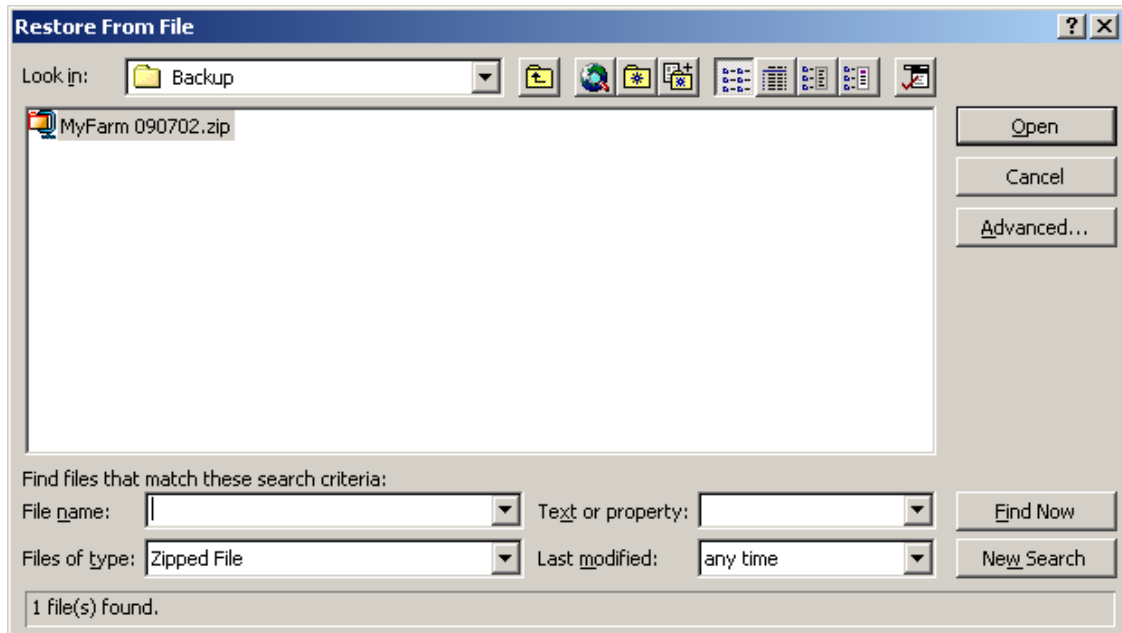 Restore From File
Look in: Backup
MyFarm 090702.zip
Open
Cancel
Advanced...
Find files that match these search criteria:
File name: Text or property: Find Now
Files of type: Zipped File Last modified: any time New Search
1 file(s) found.